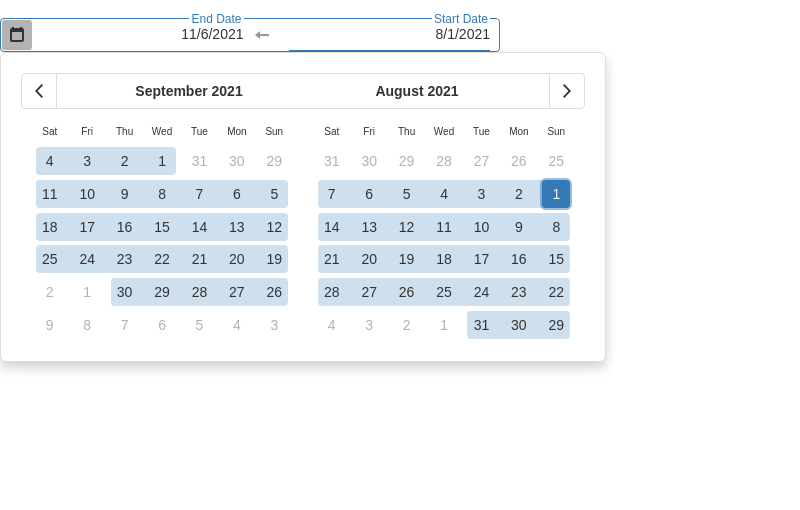 End Date Start Date
11/6/2021 8/1/2021
September 2021 August 2021
Sat Fri Thu Wed Tue Mon Sun Sat Fri Thu Wed Tue Mon Sun
4 3 2 1 31 30 29 31 30 29 28 27 26 25
11 10 9 8 7 6 5 7 6 5 4 3 2 1
18 17 16 15 14 13 12 14 13 12 11 10 9 8
25 24 23 22 21 20 19 21 20 19 18 17 16 15
2 1 30 29 28 27 26 28 27 26 25 24 23 22
9 8 7 6 5 4 3 4 3 2 1 31 30 29